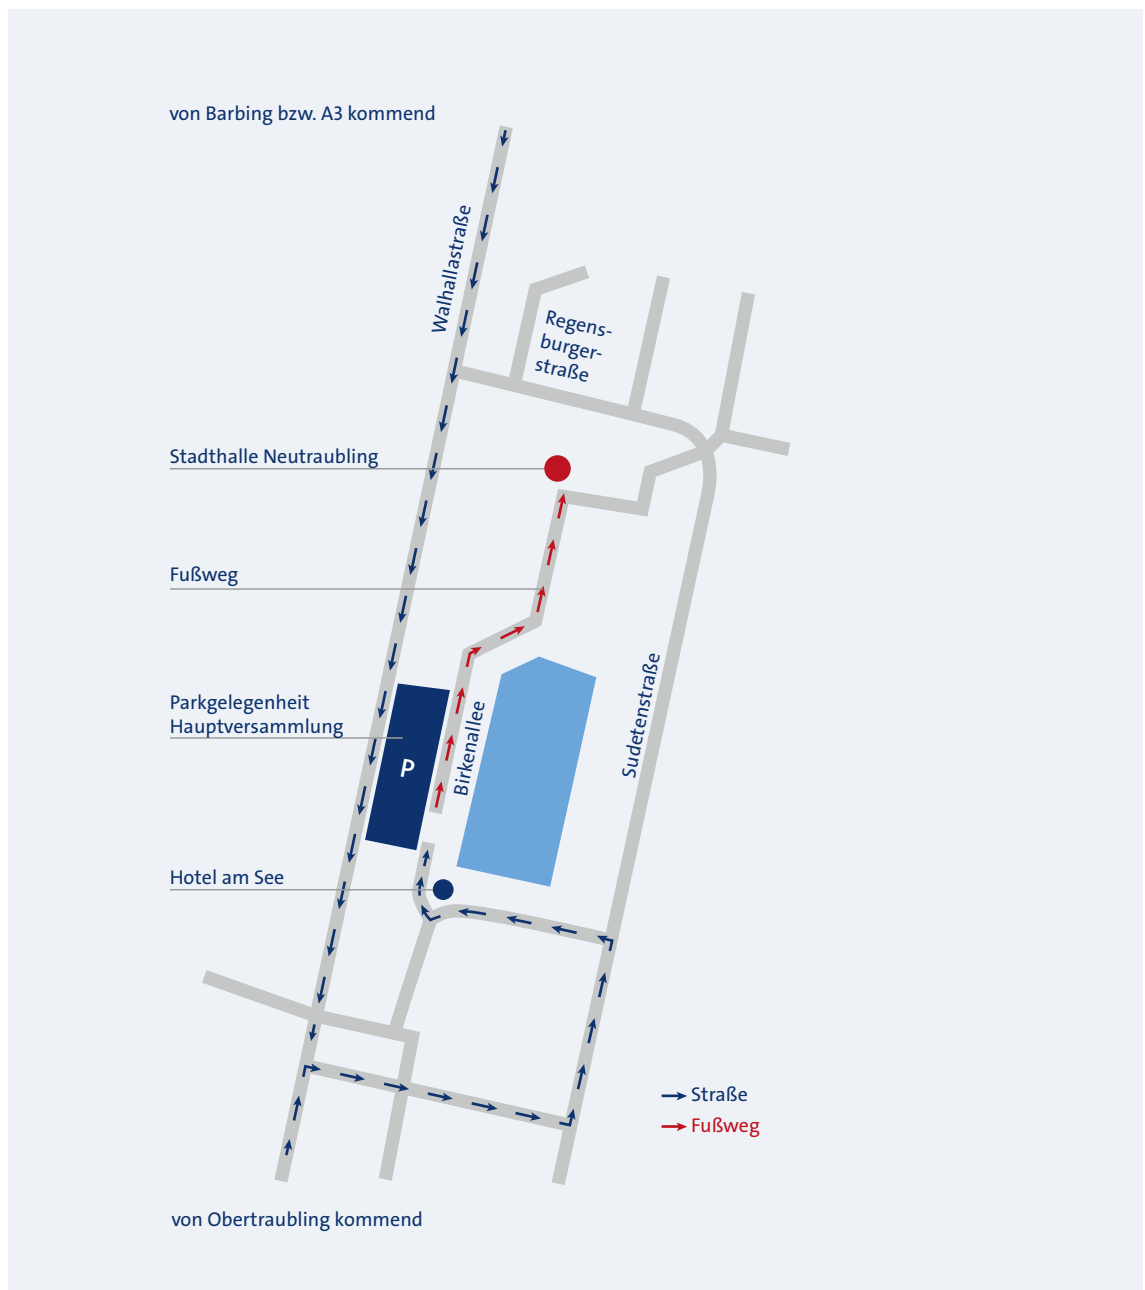 von Barbing bzw. A3 kommend
Walhallastraße
Regens-
burger-
straße
Stadthalle Neutraubling
Fußweg
Parkgelegenheit
Hauptversammlung
P
Birkenallee
Sudetenstraße
Hotel am See
Straße
Fußweg
von Obertraubling kommend